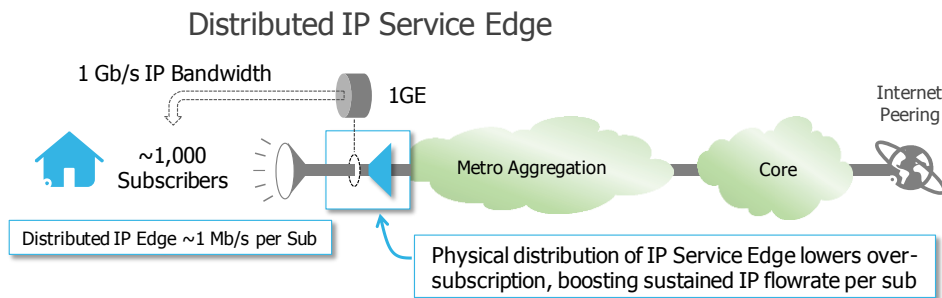 Distributed IP Service Edge
1 Gb/s IP Bandwidth
1GE
Internet
Peering
~1,000
Subscribers
Metro Aggregation
Core
Distributed IP Edge ~1 Mb/s per Sub
Physical distribution of IP Service Edge lowers over-
subscription, boosting sustained IP flowrate per sub